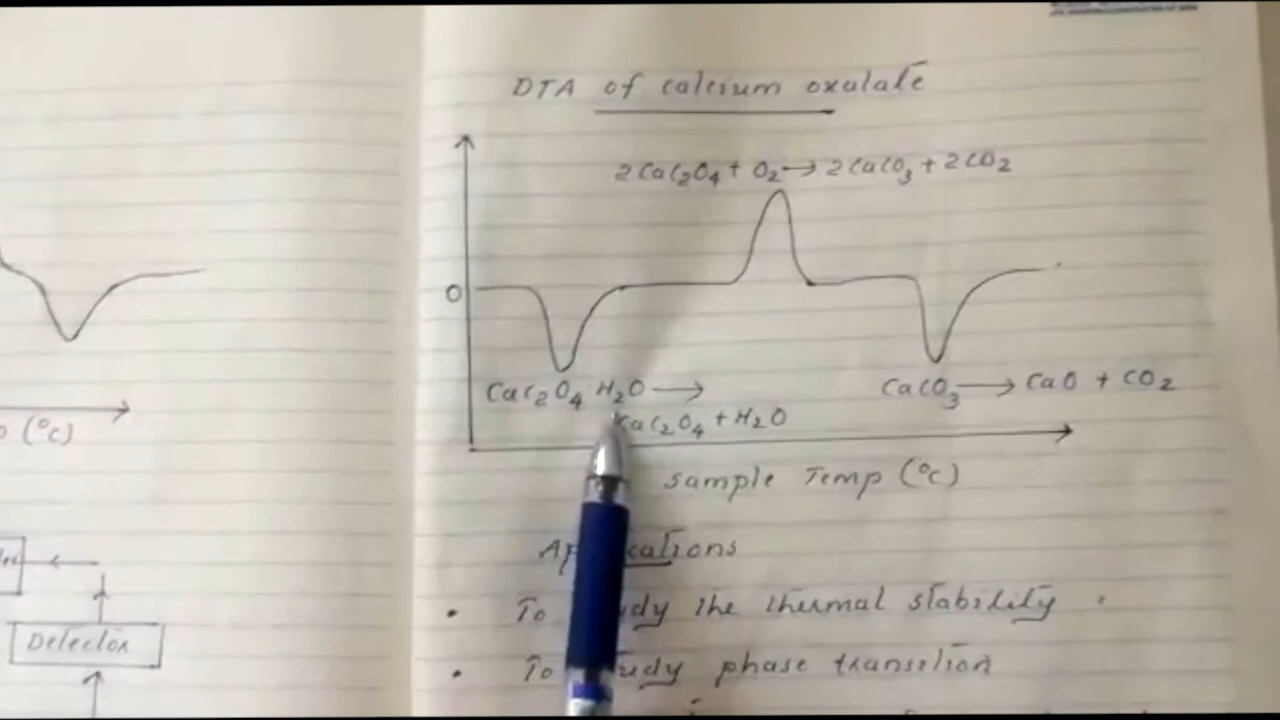 DTA of calcium oxalate
2CaC2O4 + O2 → 2CaCO3 + 2CO2
O
CaC2O4 H2O →
CaC2O4 + H2O
CaCO3 → CaO + CO2
Sample Temp (°C)
(°C)
Detector
• To the thermal stability
• To phase transition